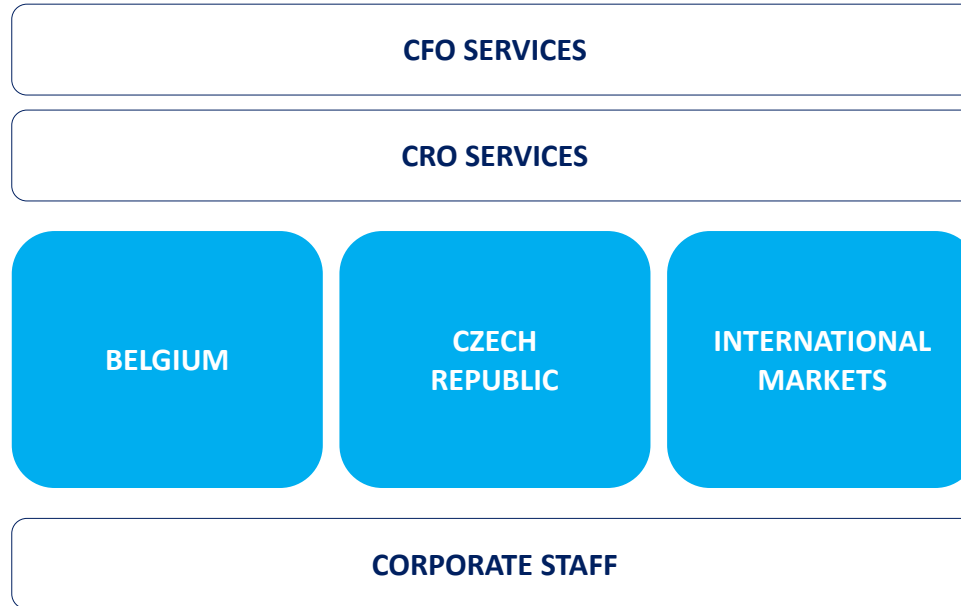 CFO SERVICES
CRO SERVICES
BELGIUM
CZECH
REPUBLIC
INTERNATIONAL
MARKETS
CORPORATE STAFF